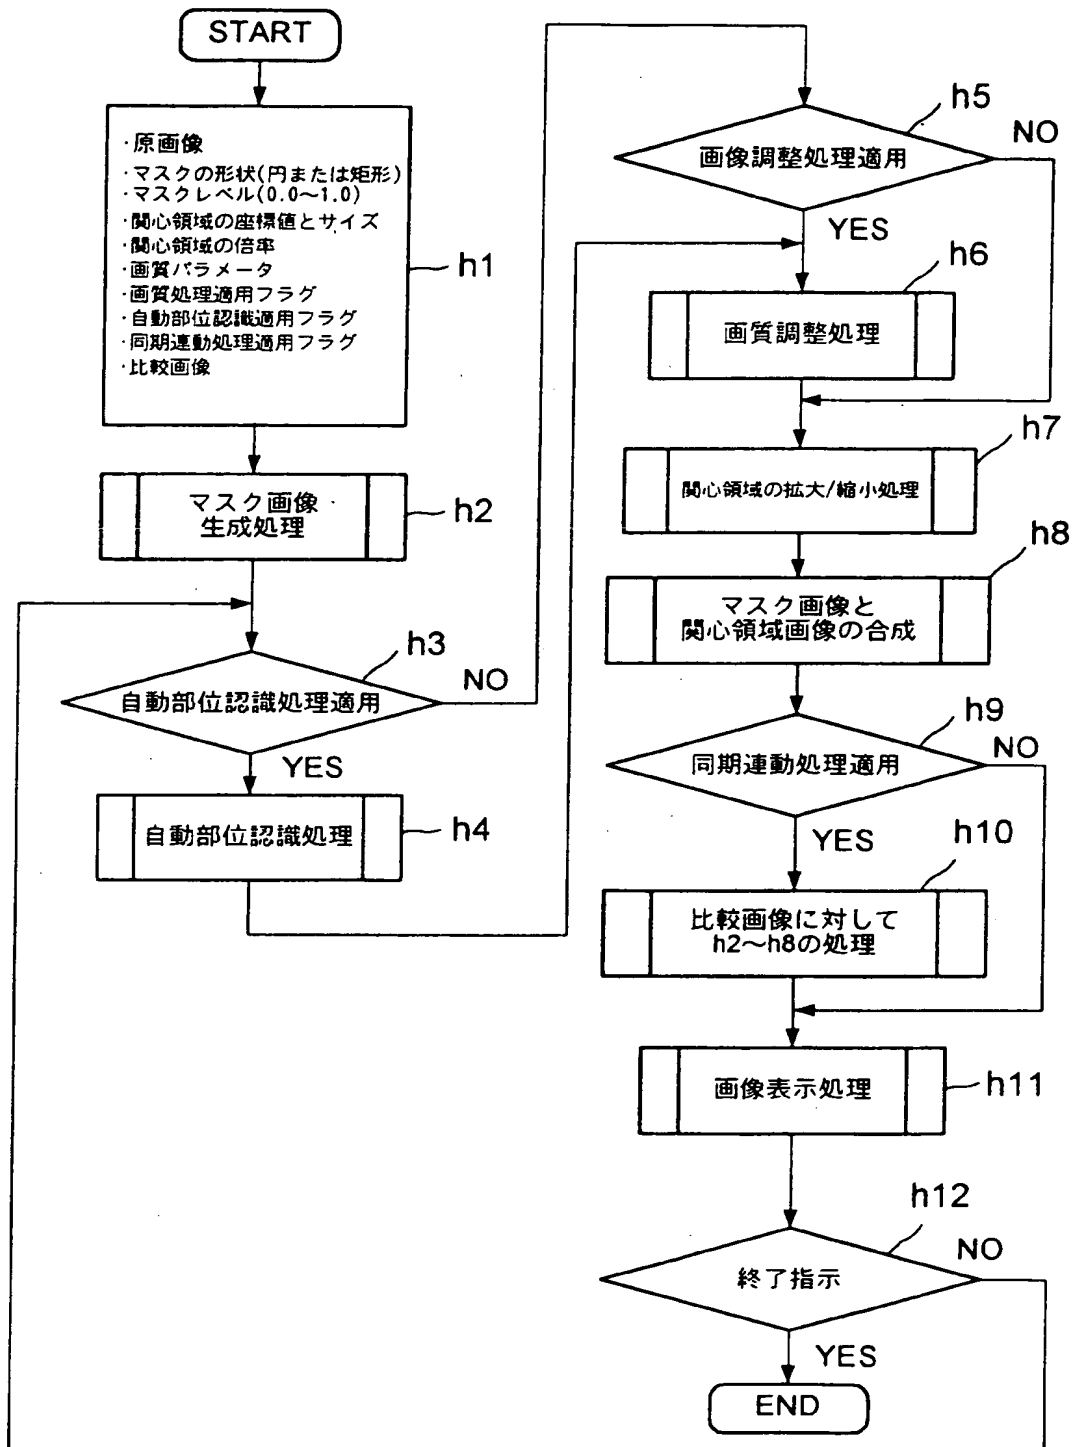 START
・原画像
・マスクの形状(円または矩形)
・マスクレベル(0.0〜1.0)
・関心領域の座標値とサイズ
・関心領域の倍率
・画質パラメータ
・画質処理適用フラグ
・自動部位認識適用フラグ
・同期連動処理適用フラグ
・比較画像
h1
マスク画像
生成処理
h2
h3
自動部位認識処理適用
NO
YES
自動部位認識処理
h4
h5
画像調整処理適用
NO
YES
h6
画質調整処理
h7
関心領域の拡大/縮小処理
h8
マスク画像と
関心領域画像の合成
h9
同期連動処理適用
NO
YES
h10
比較画像に対して
h2〜h8の処理
画像表示処理
h11
h12
終了指示
NO
YES
END